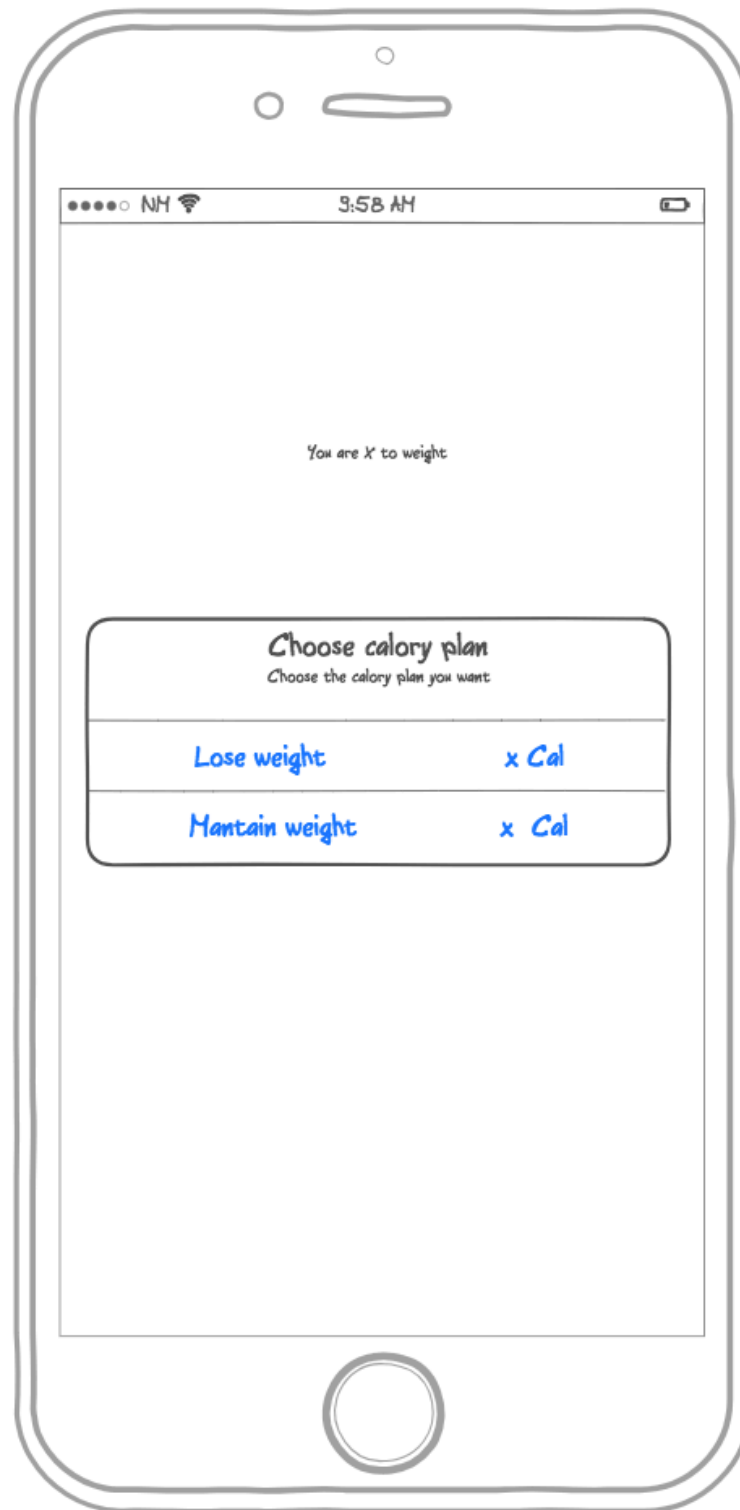 NM 9:58 AM
You are X to weight
Choose calory plan
Choose the calory plan you want
Lose weight x Cal
Mantain weight x Cal